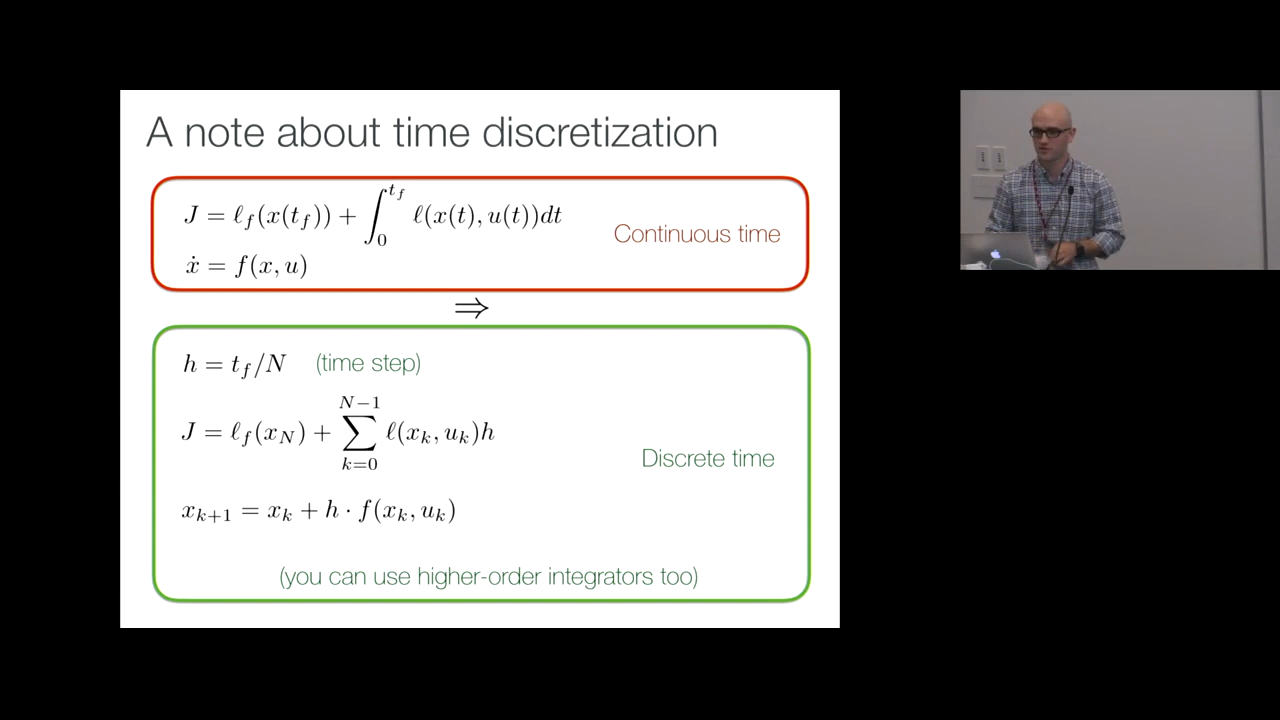 A note about time discretization
J = ℓ_f(x(t_f)) + ∫_0^{t_f} ℓ(x(t), u(t))dt
Continuous time
ẋ = f(x, u)
⇒
h = t_f/N (time step)
J = ℓ_f(x_N) + ∑_{k=0}^{N−1} ℓ(x_k, u_k)h
Discrete time
x_{k+1} = x_k + h · f(x_k, u_k)
(you can use higher-order integrators too)